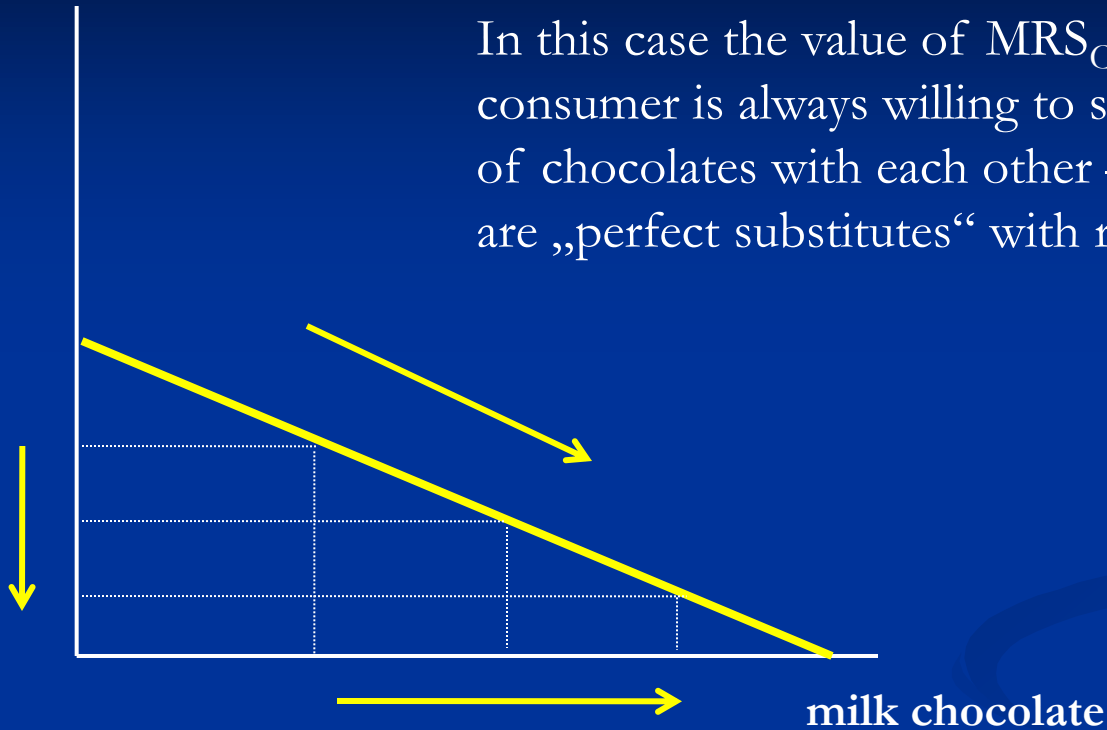 In this case the value of MRS
consumer is always willing to
of chocolates with each other
are „perfect substitutes“ with
milk chocolate